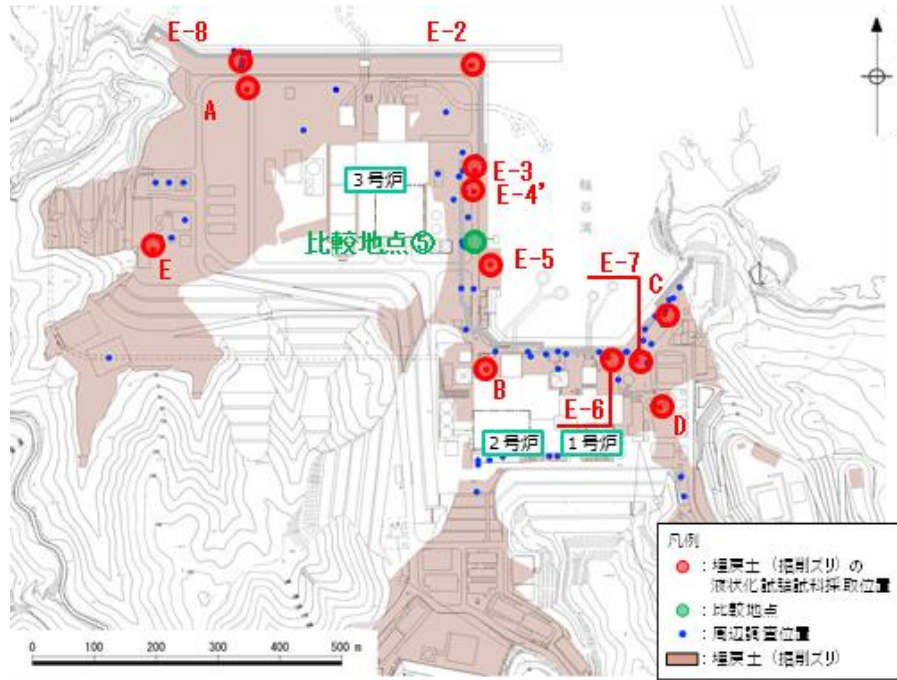 E-8
E-2
A
E-3
3号炉
E-4'
輪谷湾
比較地点⑤
E-5
E
E-7
C
B
E-6
D
2号炉
1号炉
凡例
：埋戻土（掘削ズリ）の
液状化試験試料採取位置
：比較地点
：周辺調査位置
：埋戻土（掘削ズリ）
0 100 200 300 400 500 m